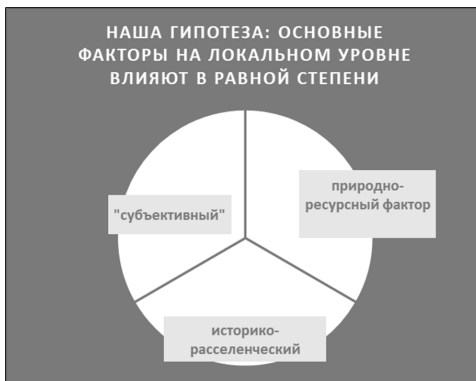 НАША ГИПОТЕЗА: ОСНОВНЫЕ
ФАКТОРЫ НА ЛОКАЛЬНОМ УРОВНЕ
ВЛИЯЮТ В РАВНОЙ СТЕПЕНИ
природно-
ресурсный фактор
"субъективный"
историко-
расселенческий